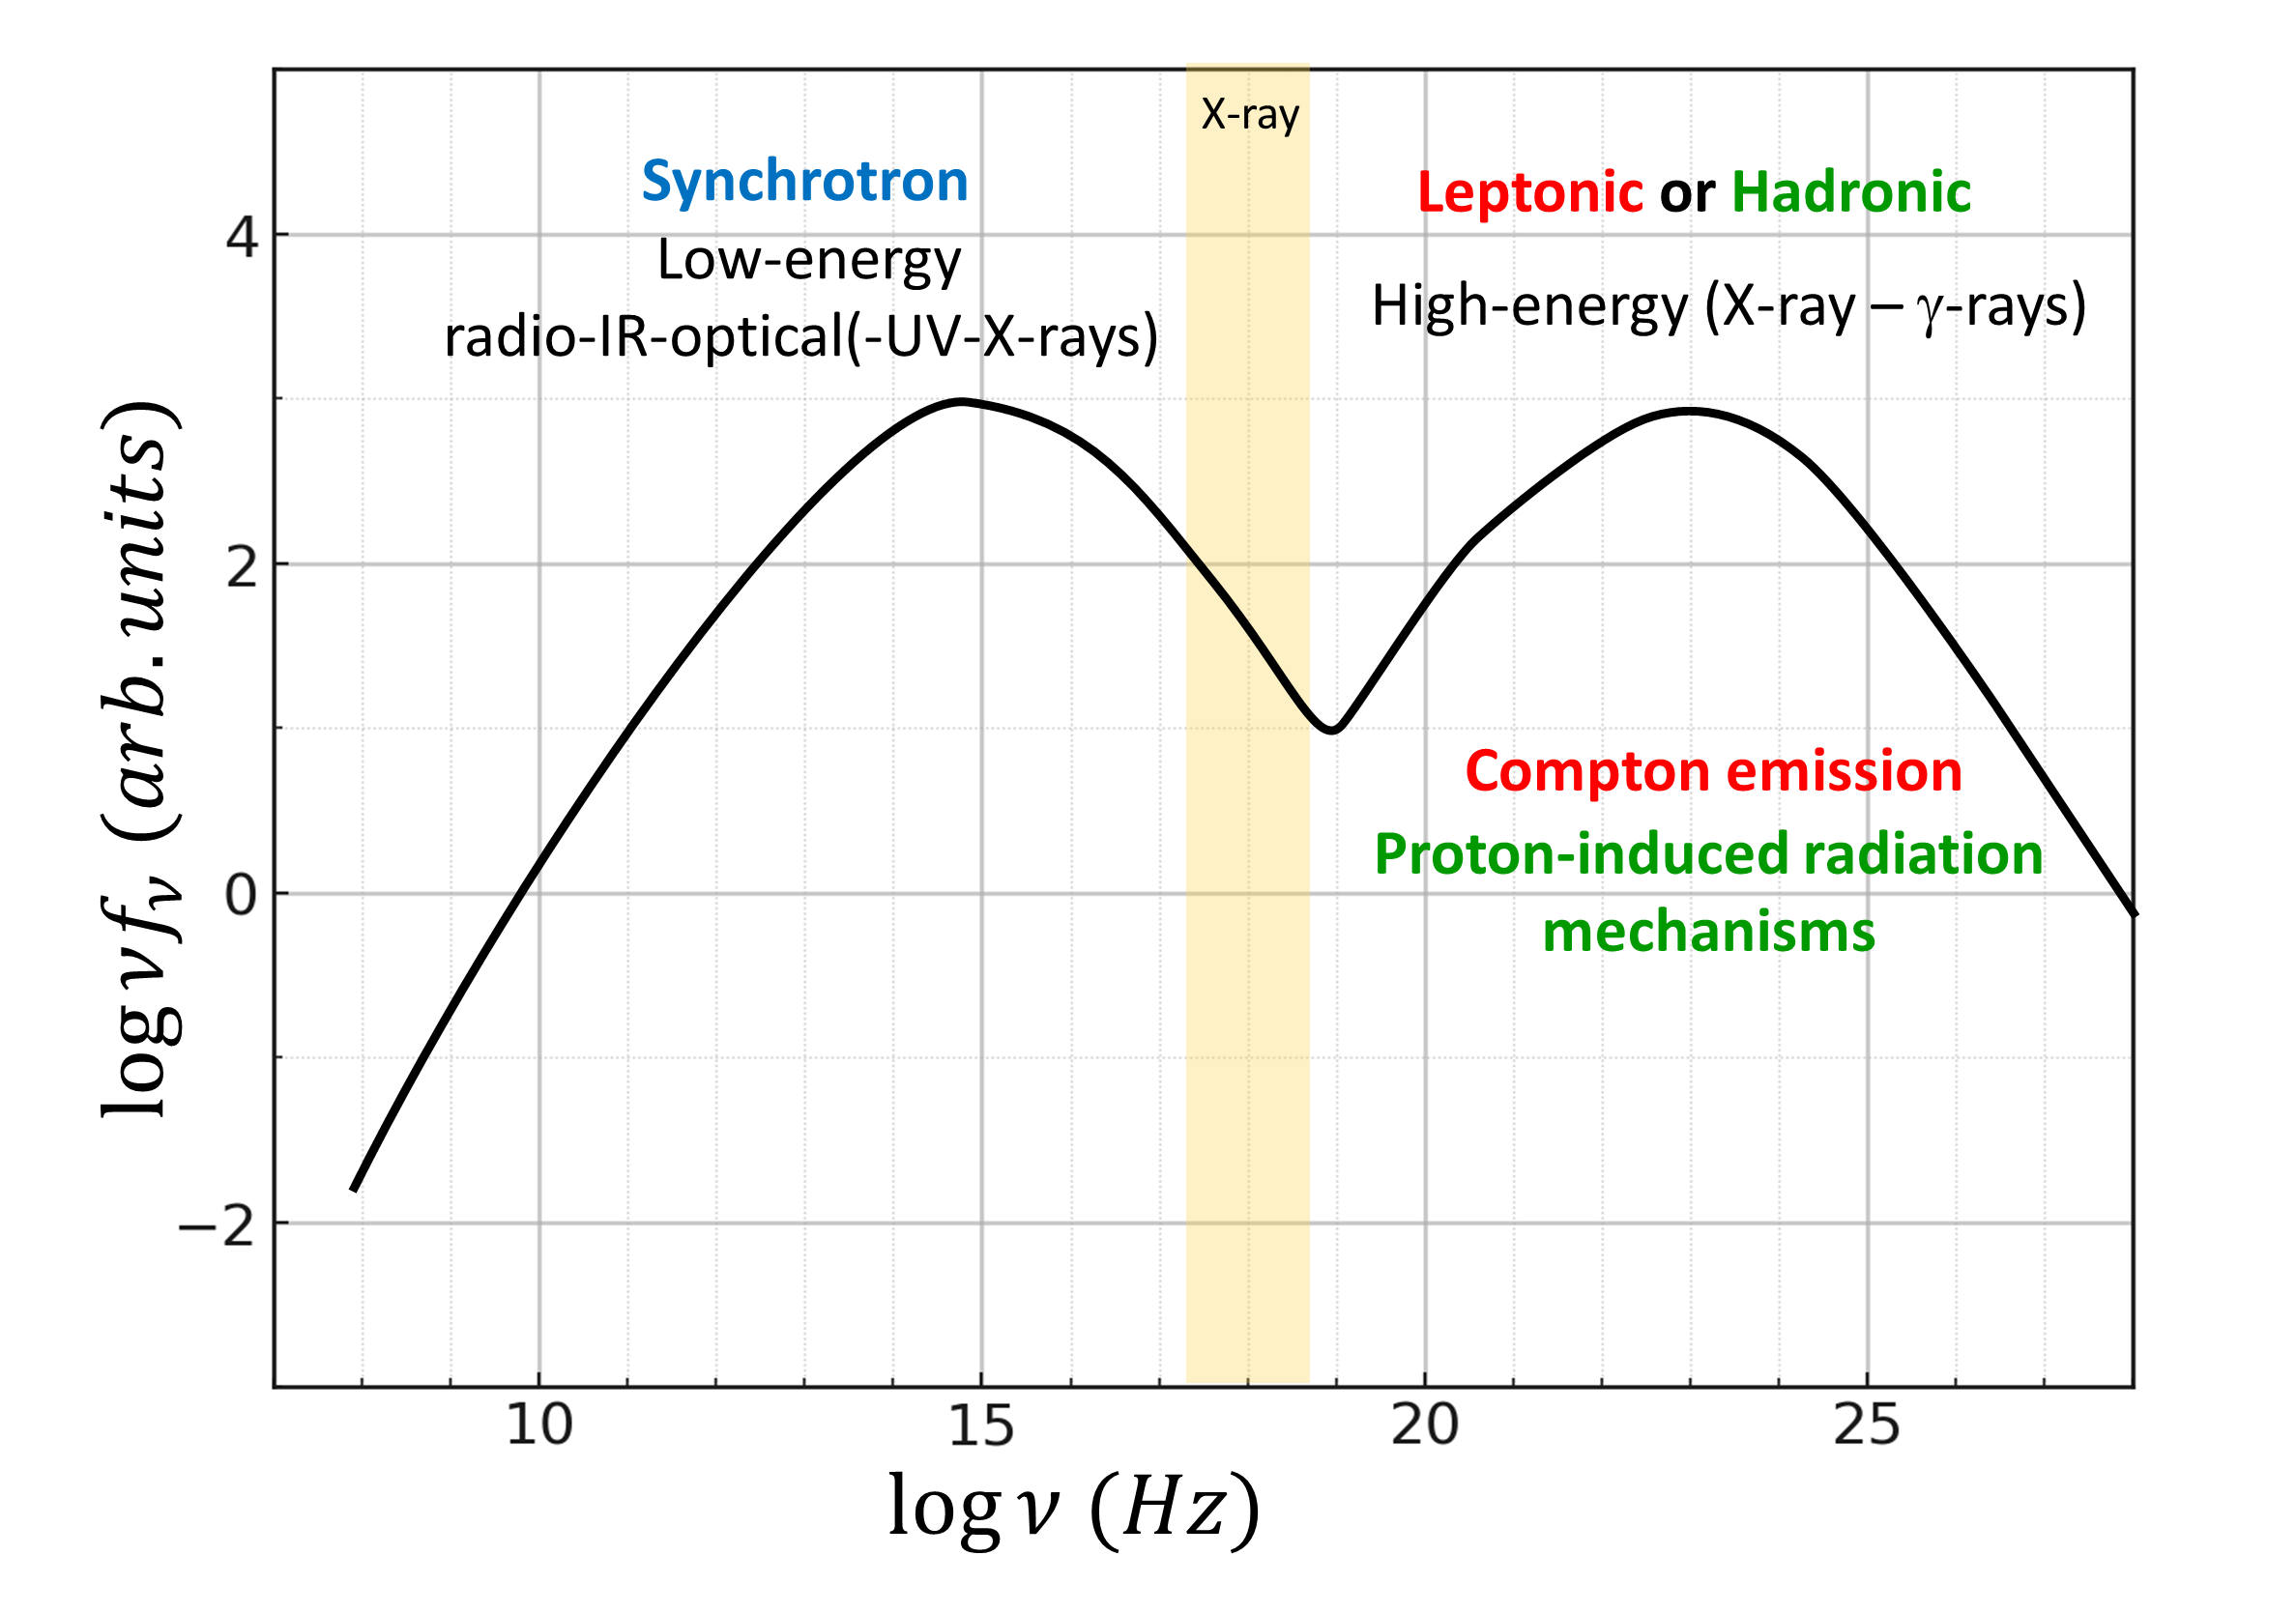 X-ray
Synchrotron
Low-energy
radio-IR-optical(-UV-X-rays)
Leptonic or Hadronic
High-energy (X-ray − γ-rays)
Compton emission
Proton-induced radiation
mechanisms
log ν f_ν (arb. units)
4
2
0
−2
10
15
20
25
log ν (Hz)